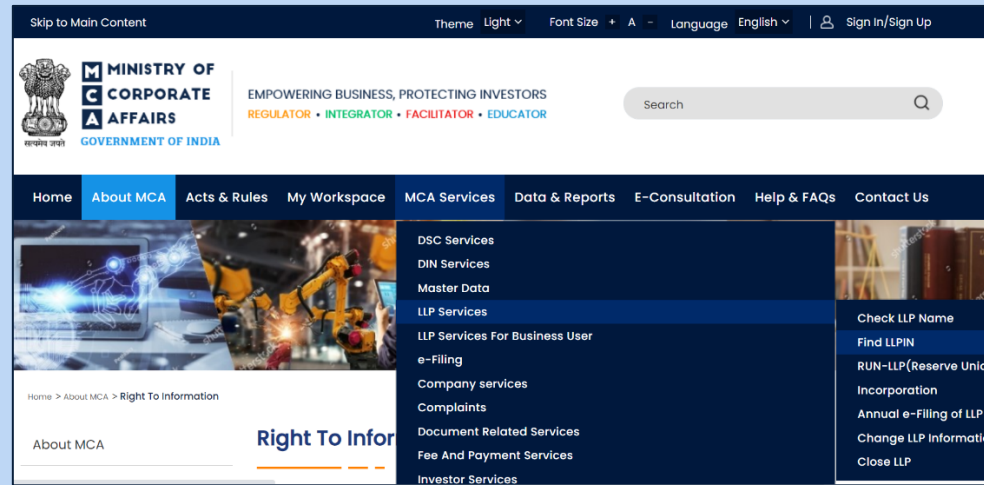 Skip to Main Content Theme Light Font Size + A - Language English Sign In/Sign Up
MINISTRY OF
CORPORATE
AFFAIRS
GOVERNMENT OF INDIA
सत्यमेव जयते
EMPOWERING BUSINESS, PROTECTING INVESTORS
REGULATOR • INTEGRATOR • FACILITATOR • EDUCATOR
Search
Home About MCA Acts & Rules My Workspace MCA Services Data & Reports E-Consultation Help & FAQs Contact Us
DSC Services
DIN Services
Master Data
LLP Services
LLP Services For Business User
e-Filing
Company services
Complaints
Document Related Services
Fee And Payment Services
Investor Services
Check LLP Name
Find LLPIN
RUN-LLP(Reserve Uniq
Incorporation
Annual e-Filing of LLP
Change LLP Informati
Close LLP
Home > About MCA > Right To Information
About MCA
Right To Infor